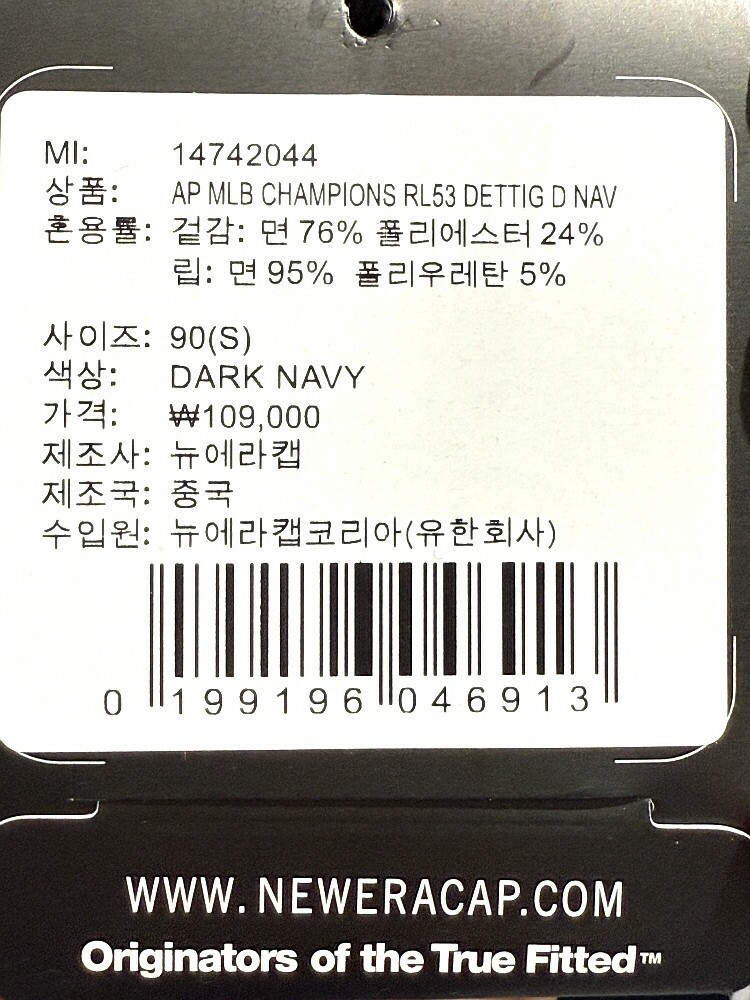 MI: 14742044
상품: AP MLB CHAMPIONS RL53 DETTIG D NAV
혼용률: 겉감: 면 76% 폴리에스터 24%
립: 면 95% 폴리우레탄 5%
사이즈: 90(S)
색상: DARK NAVY
가격: ₩109,000
제조사: 뉴에라캡
제조국: 중국
수입원: 뉴에라캡코리아(유한회사)
0 199196 046913
WWW.NEWERACAP.COM
Originators of the True Fitted™